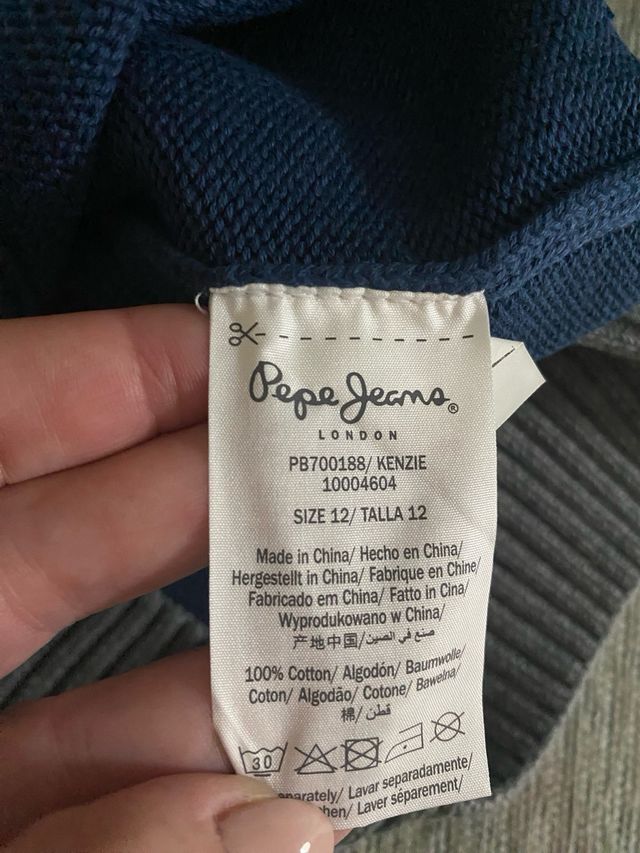 Pepe Jeans®
LONDON
PB700188/ KENZIE
10004604
SIZE 12/ TALLA 12
Made in China/ Hecho en China/
Hergestellt in China/ Fabrique en Chine/
Fabricado em China/ Fatto in Cina/
Wyprodukowano w China/
产地中国/صنع في الصين/
100% Cotton/ Algodón/ Baumwolle/
Coton/ Algodão/ Cotone/ Bawełna/
棉/قطن/
30
Lavar separadamente/
Laver séparement/